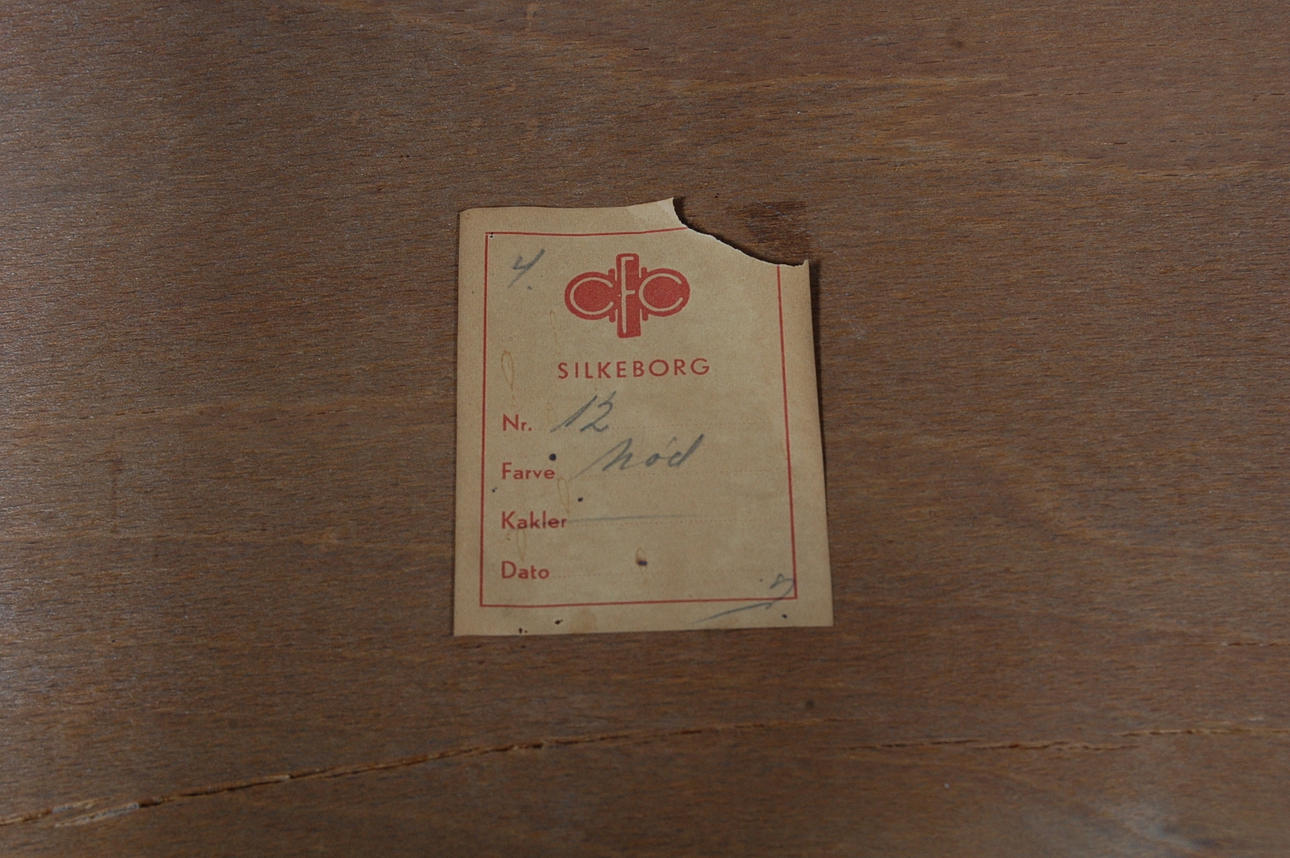 4.
CFC
SILKEBORG
Nr. 12
Farve Nød
Kakler
Dato